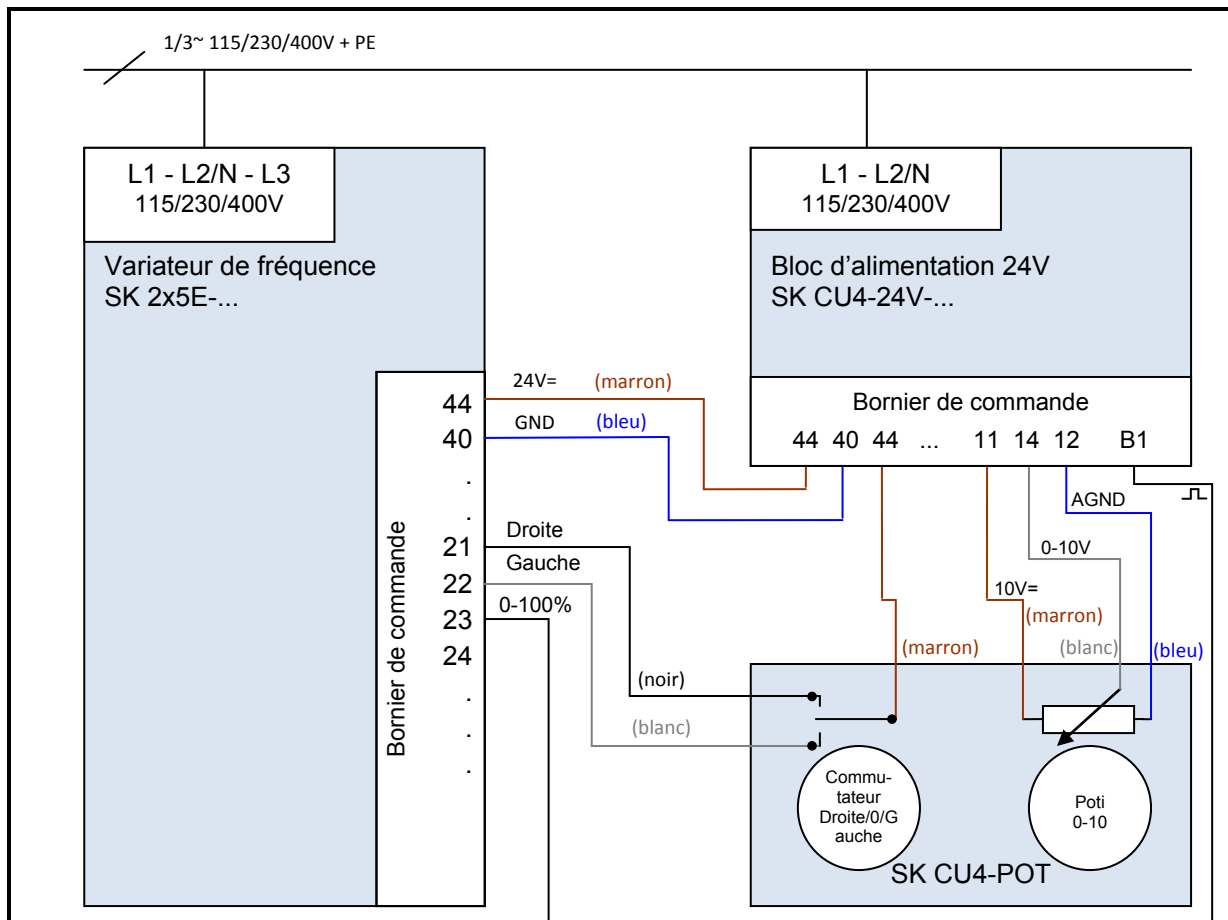 1/3~ 115/230/400V + PE
L1 - L2/N - L3
115/230/400V
Variateur de fréquence
SK 2x5E-...
Bornier de commande
44
40
.
.
21
22
23
24
.
.
.
24V=
(marron)
GND
(bleu)
Droite
Gauche
0-100%
(noir)
(blanc)
L1 - L2/N
115/230/400V
Bloc d’alimentation 24V
SK CU4-24V-...
Bornier de commande
44 40 44 ... 11 14 12 B1
AGND
0-10V
10V=
(marron)
(marron)
(blanc)
(bleu)
Commu-
tateur
Droite/0/G
auche
Poti
0-10
SK CU4-POT